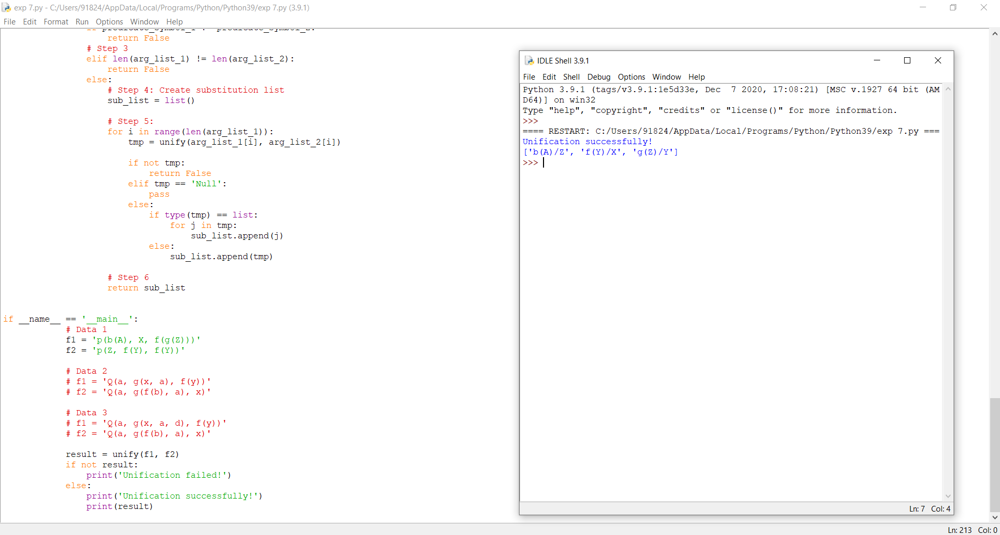 exp 7.py - C:/Users/91824/AppData/Local/Programs/Python/Python39/exp 7.py (3.9.1)
File Edit Format Run Options Window Help
return False
# Step 3
elif len(arg_list_1) != len(arg_list_2):
return False
else:
# Step 4: Create substitution list
sub_list = list()
# Step 5:
for i in range(len(arg_list_1)):
tmp = unify(arg_list_1[i], arg_list_2[i])
if not tmp:
return False
elif tmp == 'Null':
pass
else:
if type(tmp) == list:
for j in tmp:
sub_list.append(j)
else:
sub_list.append(tmp)
# Step 6
return sub_list
if __name__ == '__main__':
# Data 1
f1 = 'p(b(A), X, f(g(Z)))'
f2 = 'p(Z, f(Y), f(Y))'
# Data 2
# f1 = 'Q(a, g(x, a), f(y))'
# f2 = 'Q(a, g(f(b), a), x)'
# Data 3
# f1 = 'Q(a, g(x, a, d), f(y))'
# f2 = 'Q(a, g(f(b), a), x)'
result = unify(f1, f2)
if not result:
print('Unification failed!')
else:
print('Unification successfully!')
print(result)
IDLE Shell 3.9.1
File Edit Shell Debug Options Window Help
Python 3.9.1 (tags/v3.9.1:1e5d33e, Dec  7 2020, 17:08:21) [MSC v.1927 64 bit (AM
D64)] on win32
Type "help", "copyright", "credits" or "license()" for more information.
>>>
==== RESTART: C:/Users/91824/AppData/Local/Programs/Python/Python39/exp 7.py ===
Unification successfully!
['b(A)/Z', 'f(Y)/X', 'g(Z)/Y']
>>>
Ln: 7 Col: 4
Ln: 213 Col: 0